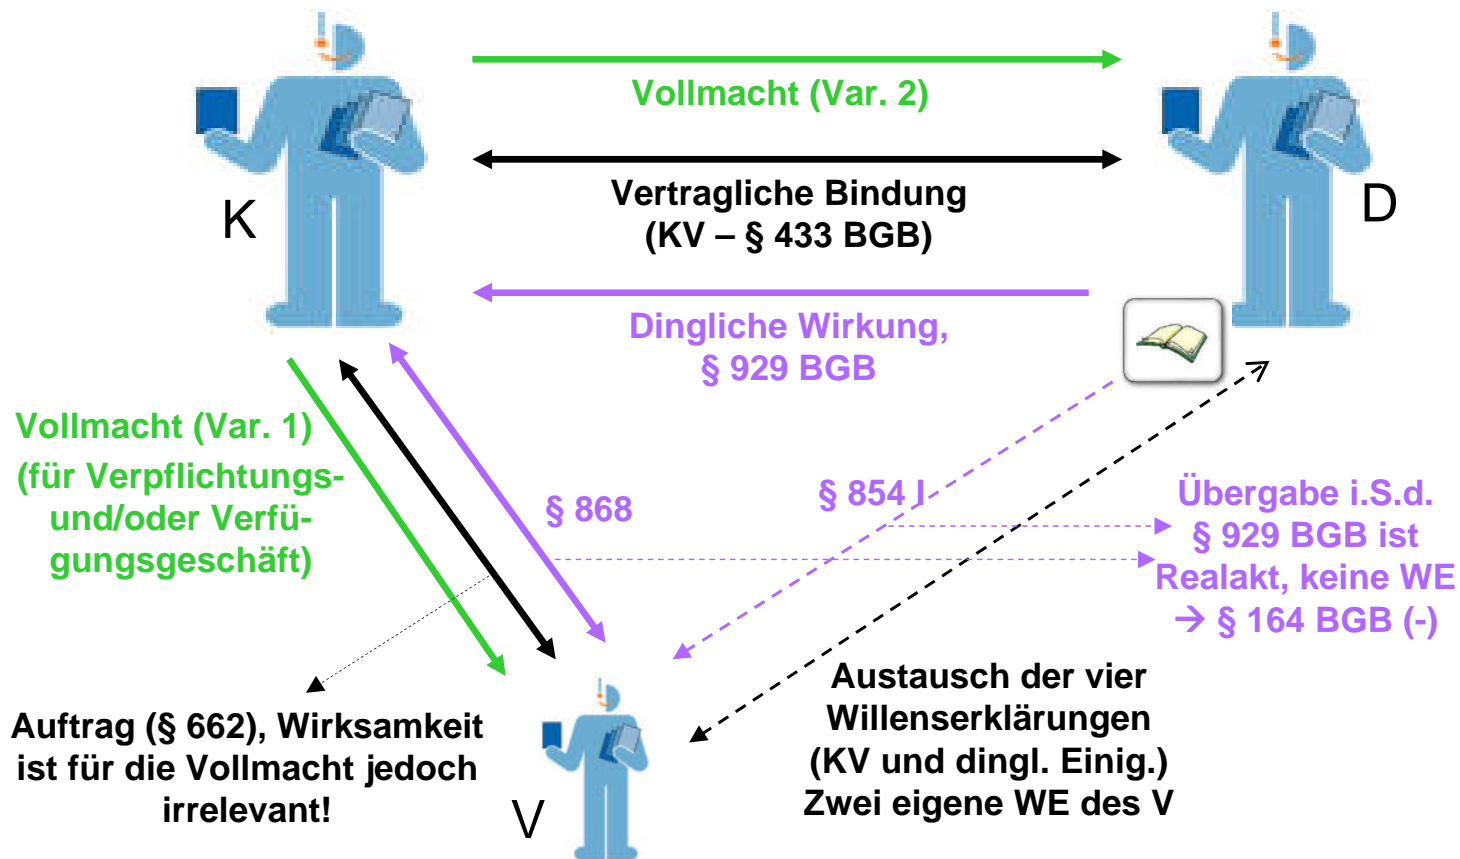 Vollmacht (Var. 2)
Vertragliche Bindung
(KV – § 433 BGB)
K
D
Dingliche Wirkung,
§ 929 BGB
Vollmacht (Var. 1)
(für Verpflichtungs-
und/oder Verfü-
gungsgeschäft)
§ 868
§ 854 I
Übergabe i.S.d.
§ 929 BGB ist
Realakt, keine WE
→ § 164 BGB (-)
Auftrag (§ 662), Wirksamkeit
ist für die Vollmacht jedoch
irrelevant!
V
Austausch der vier
Willenserklärungen
(KV und dingl. Einig.)
Zwei eigene WE des V